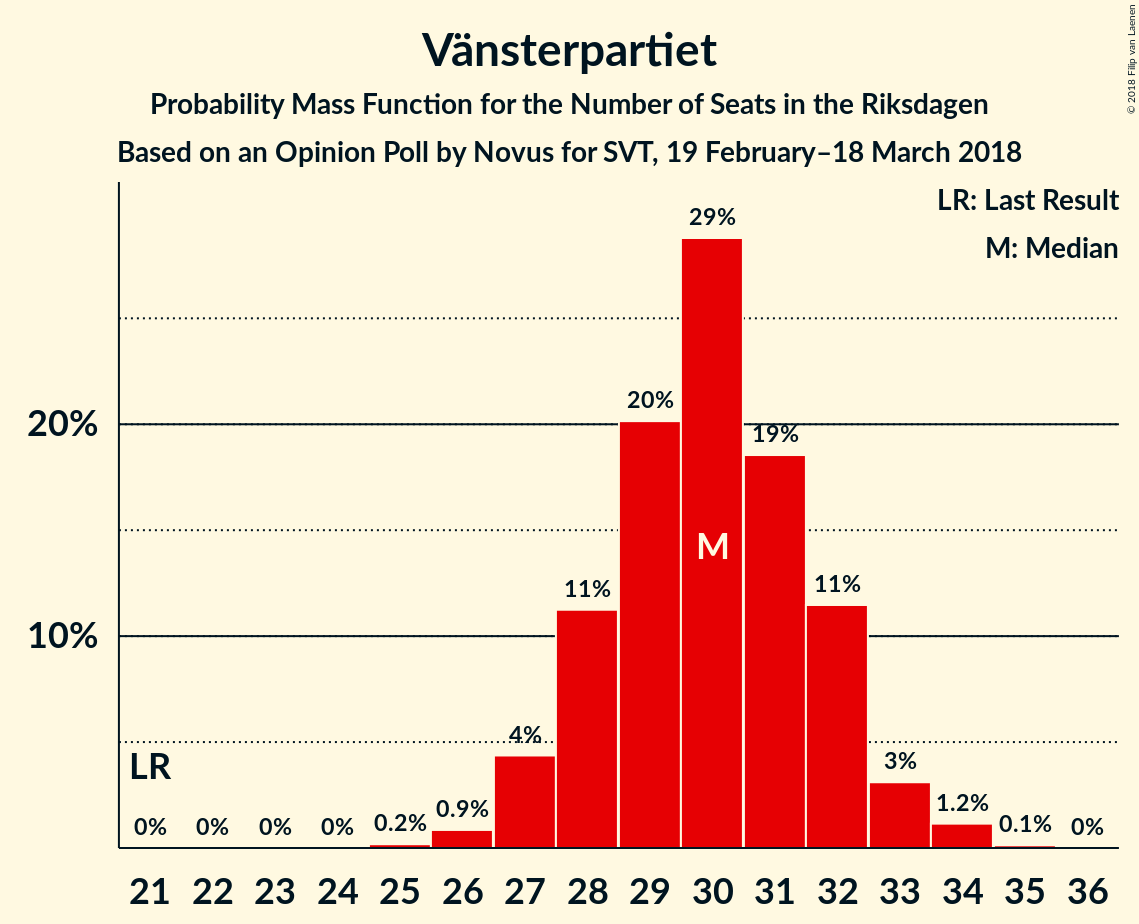 Vänsterpartiet
Probability Mass Function for the Number of Seats in the Riksdagen
Based on an Opinion Poll by Novus for SVT, 19 February–18 March 2018
© 2018 Filip van Laenen
LR: Last Result
M: Median
29%
20%
20%
19%
M
11%
11%
10%
4%
3%
LR
0%
0%
0%
0%
0.2%
0.9%
1.2%
0.1%
0%
21 22 23 24 25 26 27 28 29 30 31 32 33 34 35 36